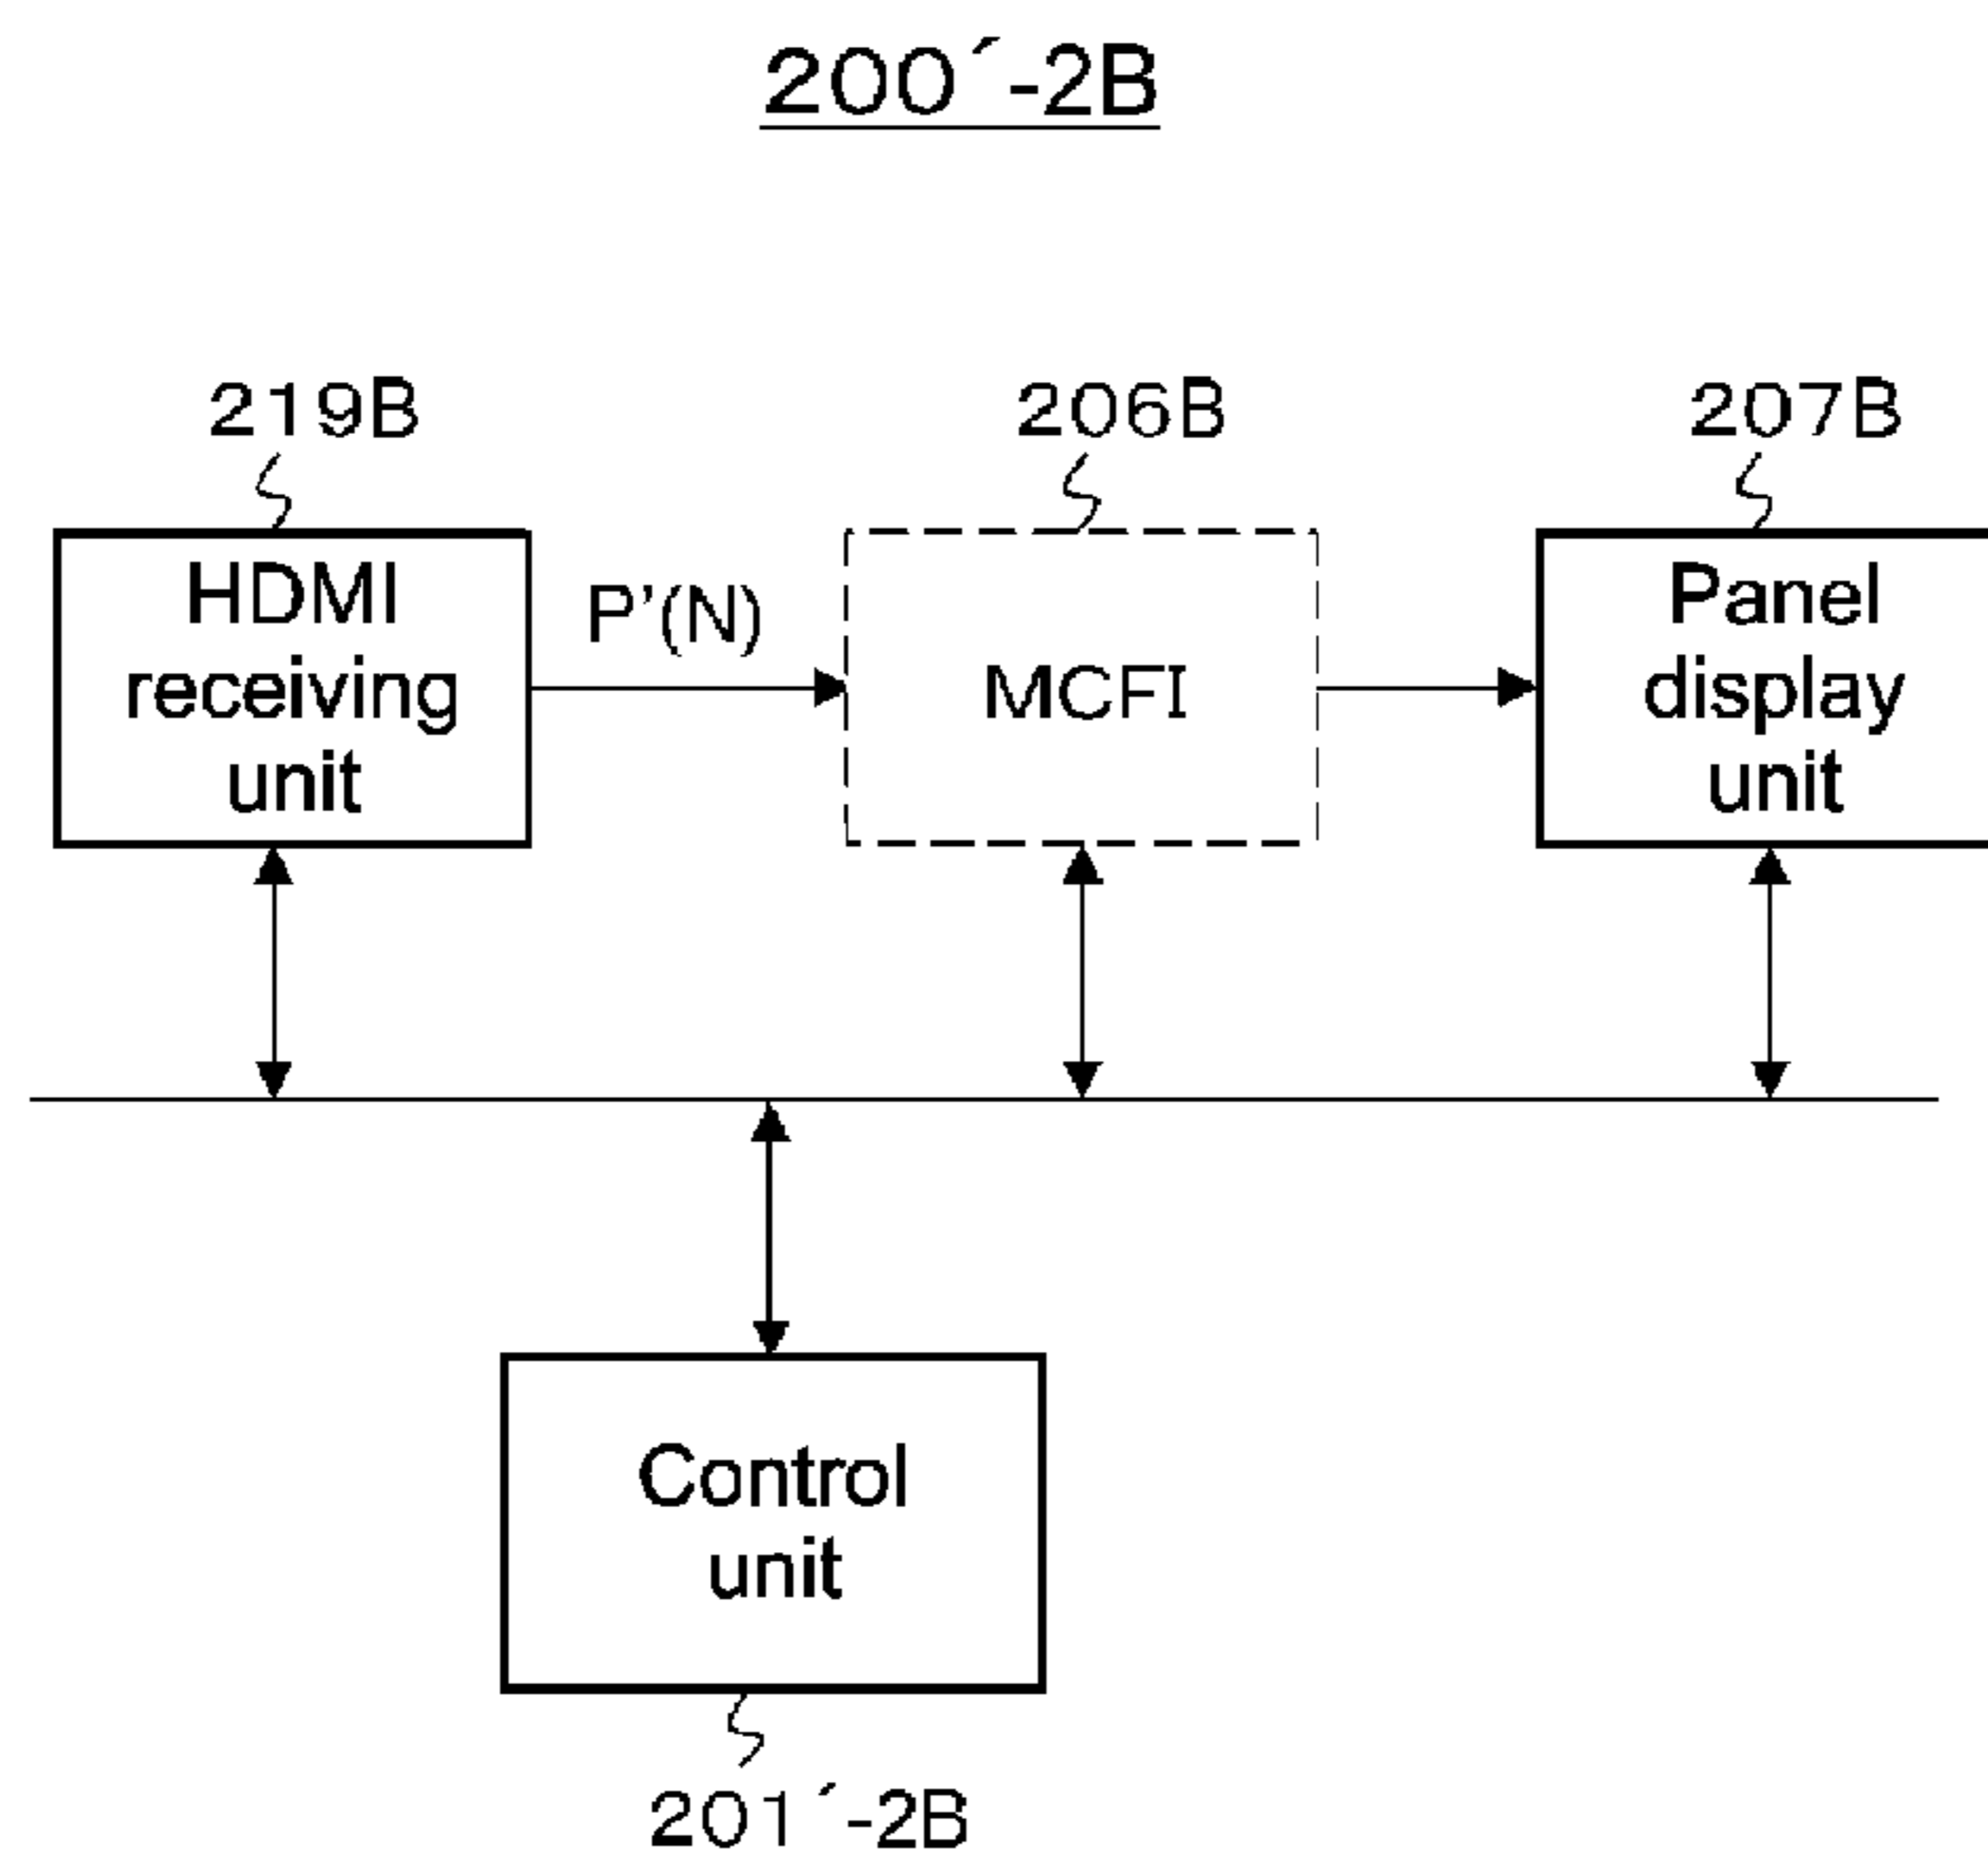 200´-2B
219B
206B
207B
HDMI
receiving
unit
P'(N)
MCFI
Panel
display
unit
Control
unit
201´-2B